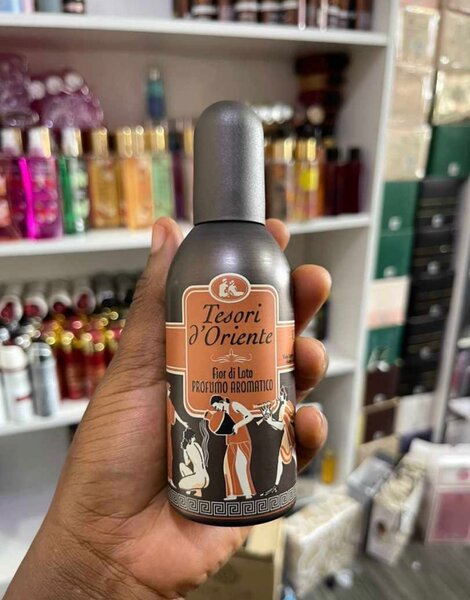 Tesori
d'Oriente
Fior di Loto
PROFUMO AROMATICO